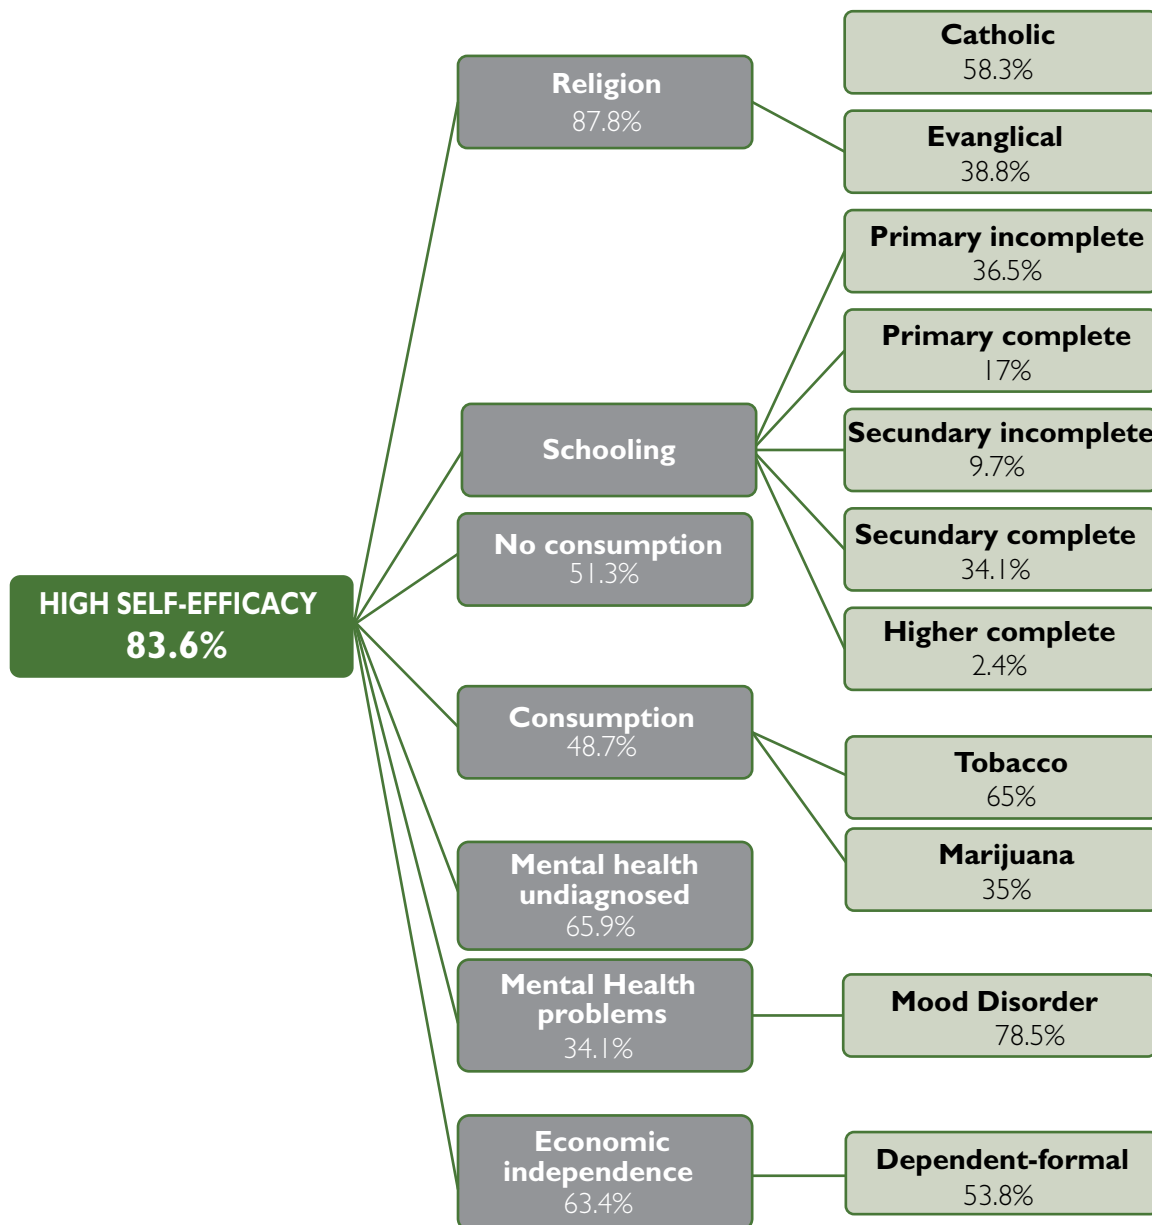 HIGH SELF-EFFICACY
83.6%
Religion
87.8%
Catholic
58.3%
Evanglical
38.8%
Schooling
Primary incomplete
36.5%
Primary complete
17%
Secundary incomplete
9.7%
Secundary complete
34.1%
Higher complete
2.4%
No consumption
51.3%
Consumption
48.7%
Tobacco
65%
Marijuana
35%
Mental health
undiagnosed
65.9%
Mental Health
problems
34.1%
Mood Disorder
78.5%
Economic
independence
63.4%
Dependent-formal
53.8%